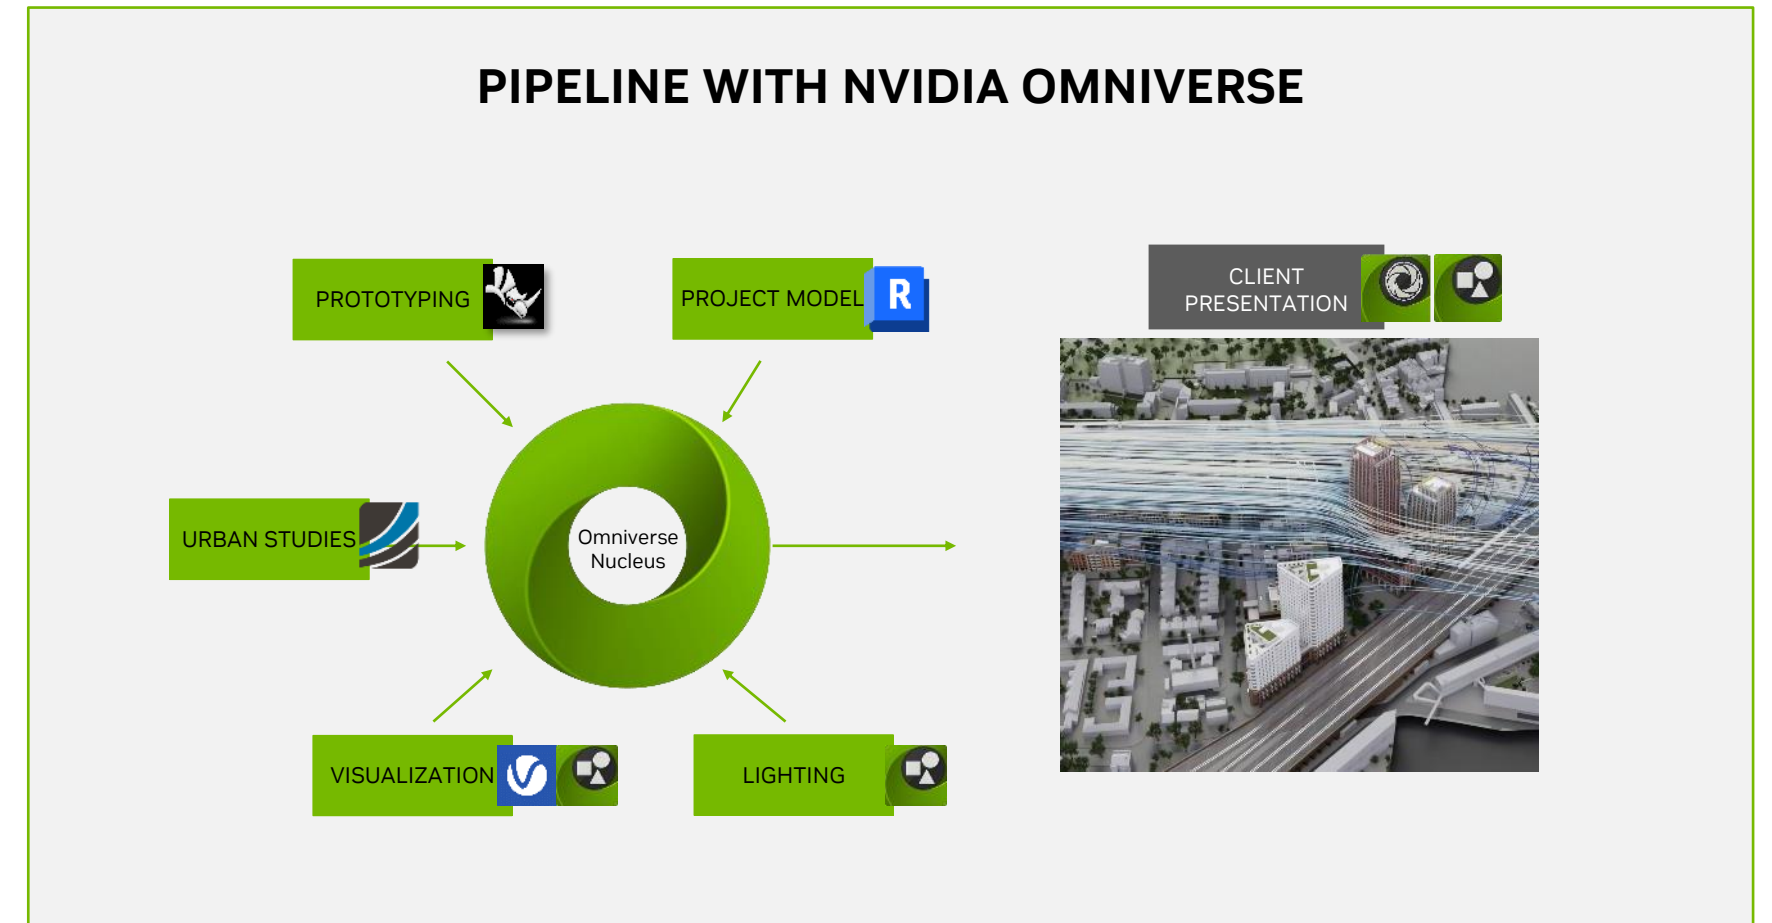 PIPELINE WITH NVIDIA OMNIVERSE
PROTOTYPING
PROJECT MODEL
R
CLIENT
PRESENTATION
URBAN STUDIES
Omniverse
Nucleus
VISUALIZATION
LIGHTING